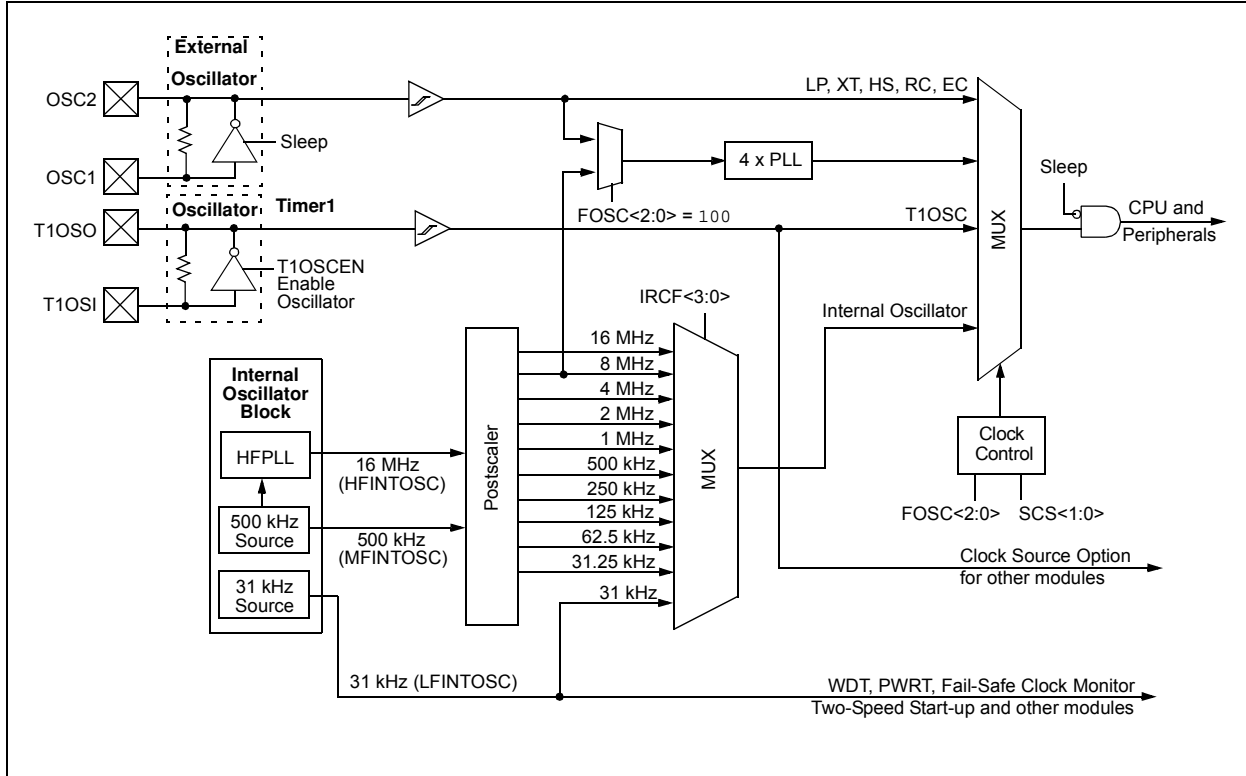 External
Oscillator
OSC2
Sleep
OSC1
LP, XT, HS, RC, EC
4 x PLL
FOSC<2:0> = 100
Sleep
CPU and
Peripherals
MUX
Oscillator
Timer1
T1OSO
T1OSCEN
Enable
Oscillator
T1OSI
T1OSC
Internal Oscillator
IRCF<3:0>
Internal
Oscillator
Block
HFPLL
500 kHz
Source
31 kHz
Source
16 MHz
(HFINTOSC)
500 kHz
(MFINTOSC)
Postscaler
16 MHz
8 MHz
4 MHz
2 MHz
1 MHz
500 kHz
250 kHz
125 kHz
62.5 kHz
31.25 kHz
31 kHz
MUX
Clock
Control
FOSC<2:0>
SCS<1:0>
Clock Source Option
for other modules
31 kHz (LFINTOSC)
WDT, PWRT, Fail-Safe Clock Monitor
Two-Speed Start-up and other modules